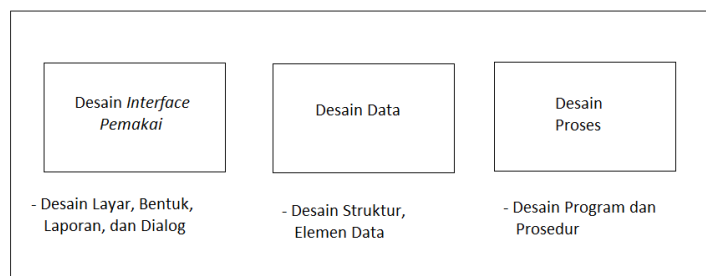 Desain Interface
Pemakai
Desain Data
Desain
Proses
- Desain Layar, Bentuk,
Laporan, dan Dialog
- Desain Struktur,
Elemen Data
- Desain Program dan
Prosedur